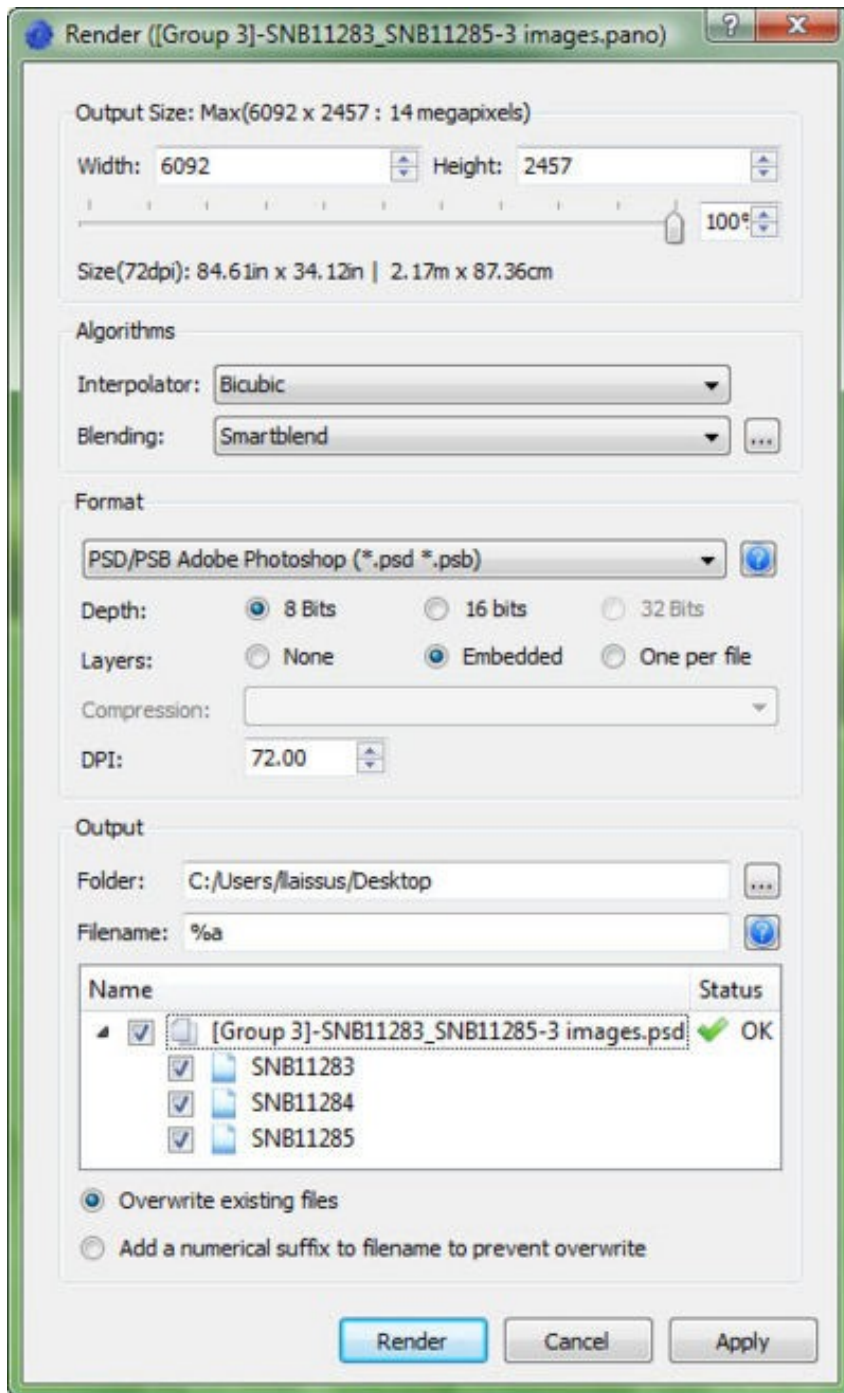 Render ([Group 3]-SNB11283_SNB11285-3 images.pano)
Output Size: Max(6092 x 2457 : 14 megapixels)
Width: 6092 Height: 2457
100%
Size(72dpi): 84.61in x 34.12in | 2.17m x 87.36cm
Algorithms
Interpolator: Bicubic
Blending: Smartblend ...
Format
PSD/PSB Adobe Photoshop (*.psd *.psb)
Depth: 8 Bits 16 bits 32 Bits
Layers: None Embedded One per file
Compression:
DPI: 72.00
Output
Folder: C:/Users/llaissus/Desktop ...
Filename: %a
Name Status
[Group 3]-SNB11283_SNB11285-3 images.psd OK
SNB11283
SNB11284
SNB11285
Overwrite existing files
Add a numerical suffix to filename to prevent overwrite
Render Cancel Apply